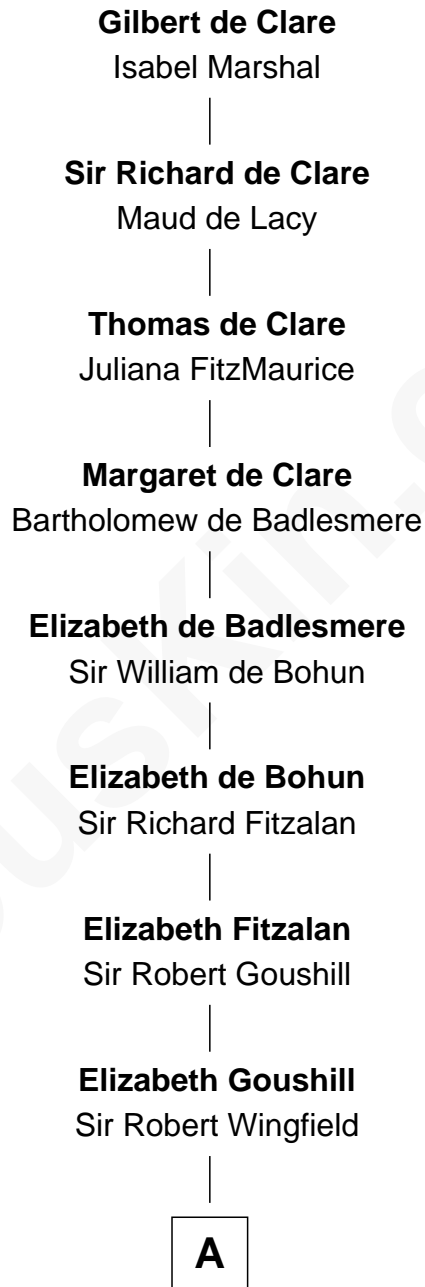 Gilbert de Clare
Isabel Marshal
Sir Richard de Clare
Maud de Lacy
Thomas de Clare
Juliana FitzMaurice
Margaret de Clare
Bartholomew de Badlesmere
Elizabeth de Badlesmere
Sir William de Bohun
Elizabeth de Bohun
Sir Richard Fitzalan
Elizabeth Fitzalan
Sir Robert Goushill
Elizabeth Goushill
Sir Robert Wingfield
A